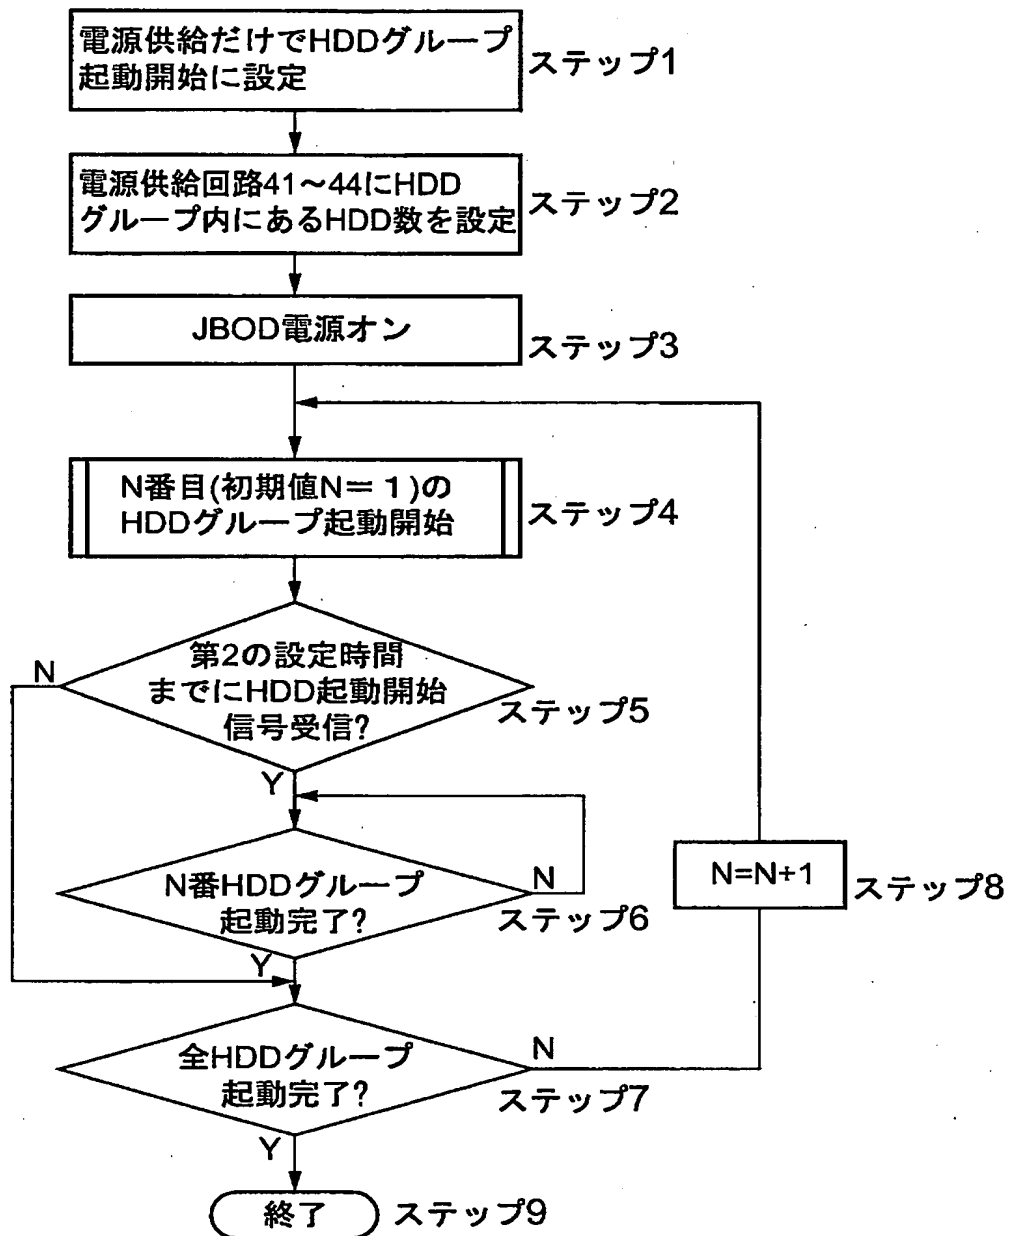 電源供給だけでHDDグループ
起動開始に設定
ステップ1
電源供給回路41～44にHDD
グループ内にあるHDD数を設定
ステップ2
JBOD電源オン
ステップ3
N番目(初期値N＝１)の
HDDグループ起動開始
ステップ4
第2の設定時間
までにHDD起動開始
信号受信?
N
ステップ5
Y
N番HDDグループ
起動完了?
N
ステップ6
N=N+1
ステップ8
Y
全HDDグループ
起動完了?
N
ステップ7
Y
終了
ステップ9